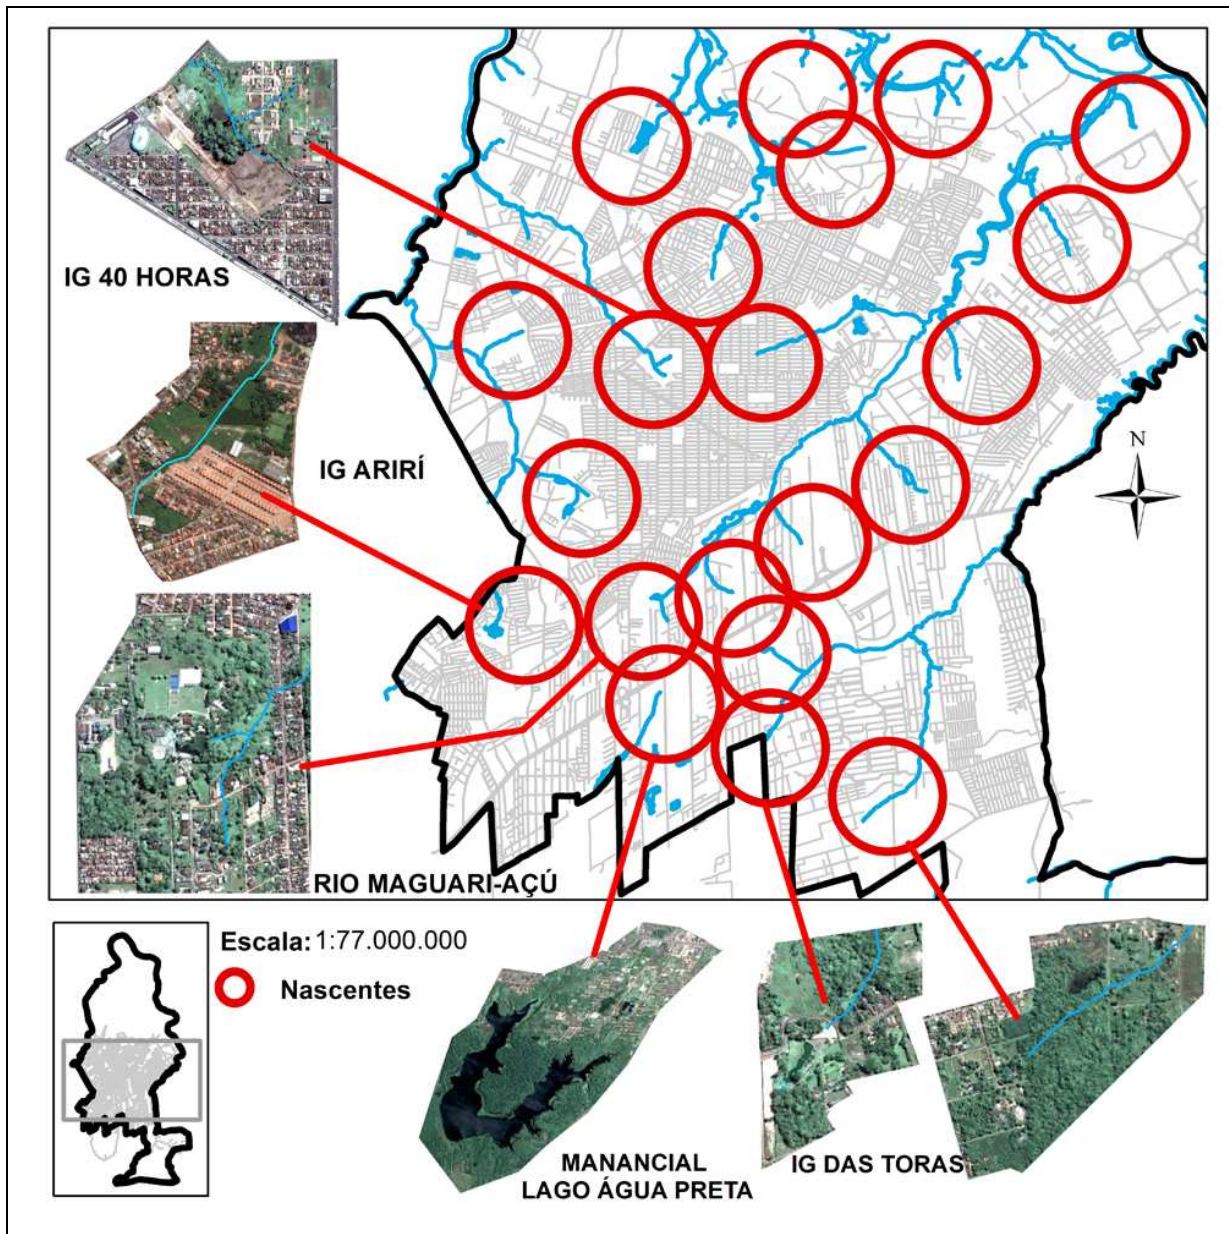 IG 40 HORAS
IG ARIRÍ
N
RIO MAGUARI-AÇÚ
Escala: 1:77.000.000
Nascentes
MANANCIAL
LAGO ÁGUA PRETA
IG DAS TORAS